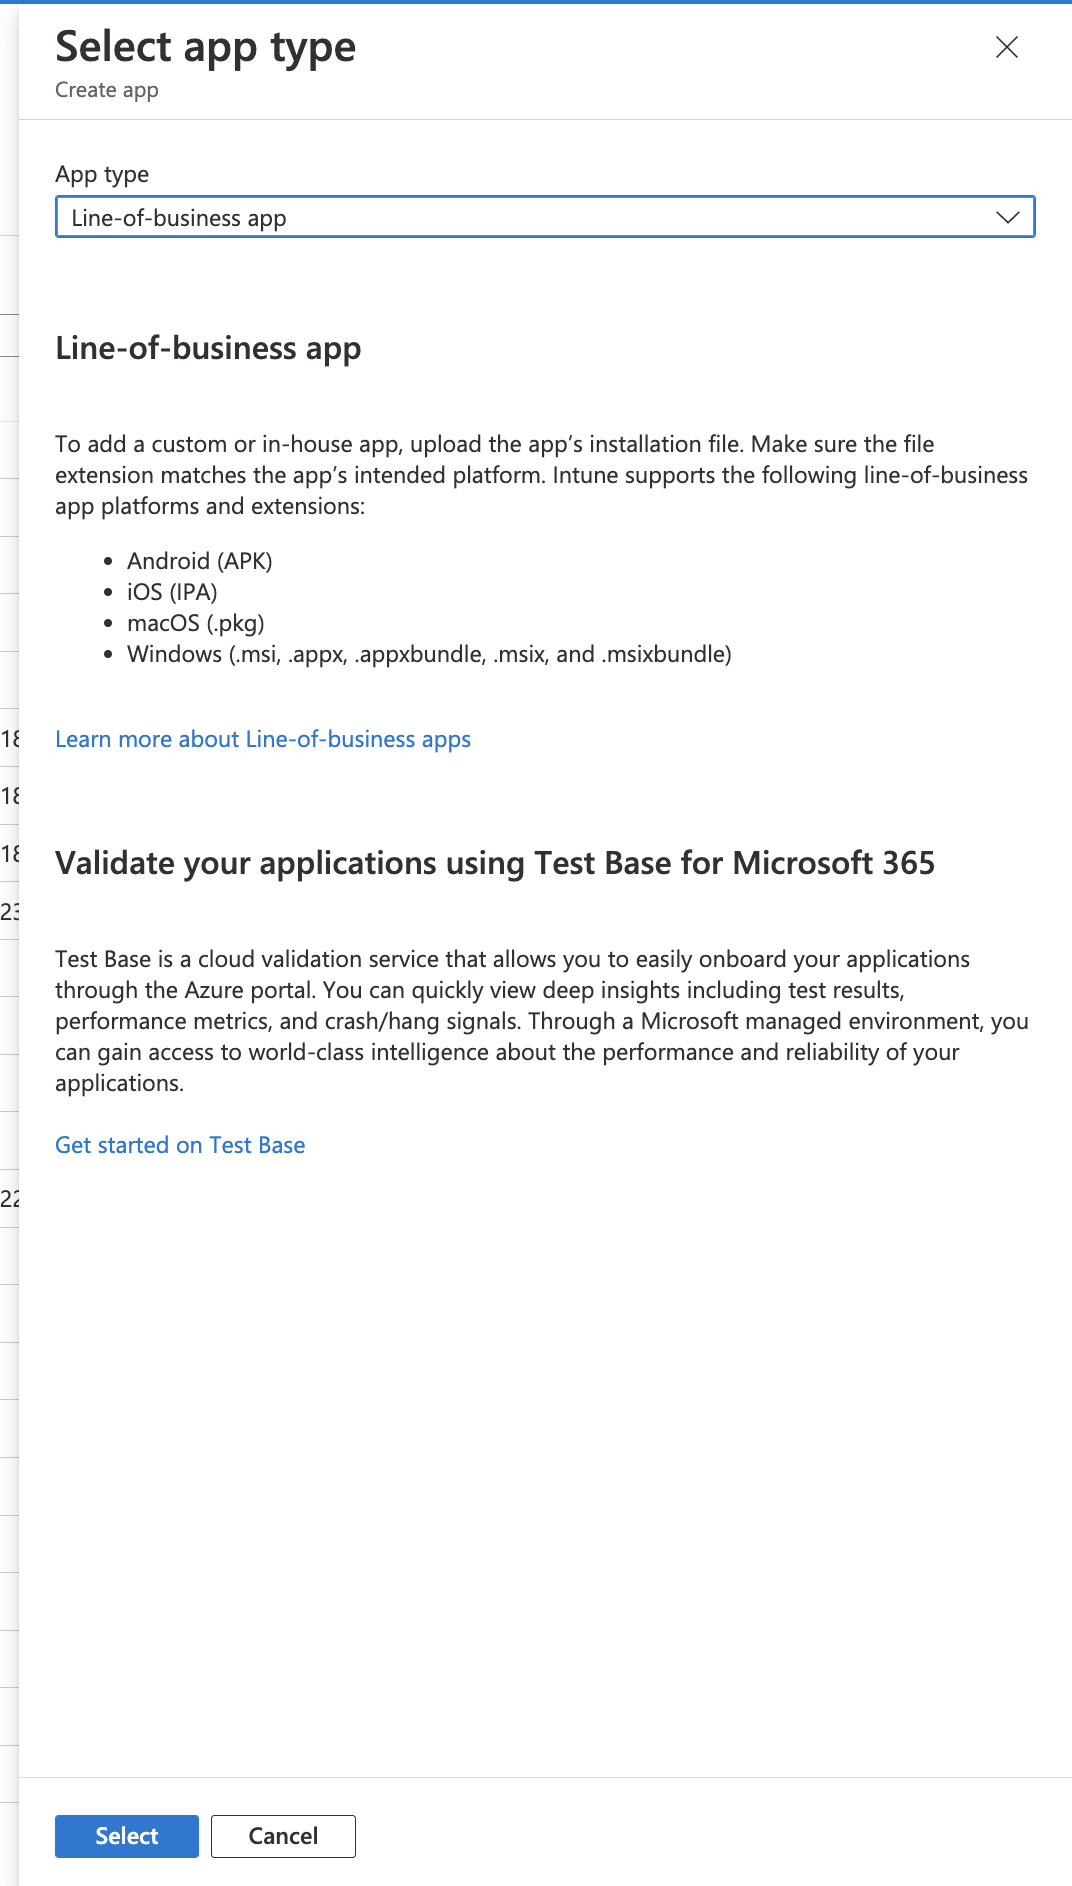 Select app type
Create app
App type
Line-of-business app
Line-of-business app
To add a custom or in-house app, upload the app’s installation file. Make sure the file
extension matches the app’s intended platform. Intune supports the following line-of-business
app platforms and extensions:
• Android (APK)
• iOS (IPA)
• macOS (.pkg)
• Windows (.msi, .appx, .appxbundle, .msix, and .msixbundle)
Learn more about Line-of-business apps
Validate your applications using Test Base for Microsoft 365
Test Base is a cloud validation service that allows you to easily onboard your applications
through the Azure portal. You can quickly view deep insights including test results,
performance metrics, and crash/hang signals. Through a Microsoft managed environment, you
can gain access to world-class intelligence about the performance and reliability of your
applications.
Get started on Test Base
Select
Cancel